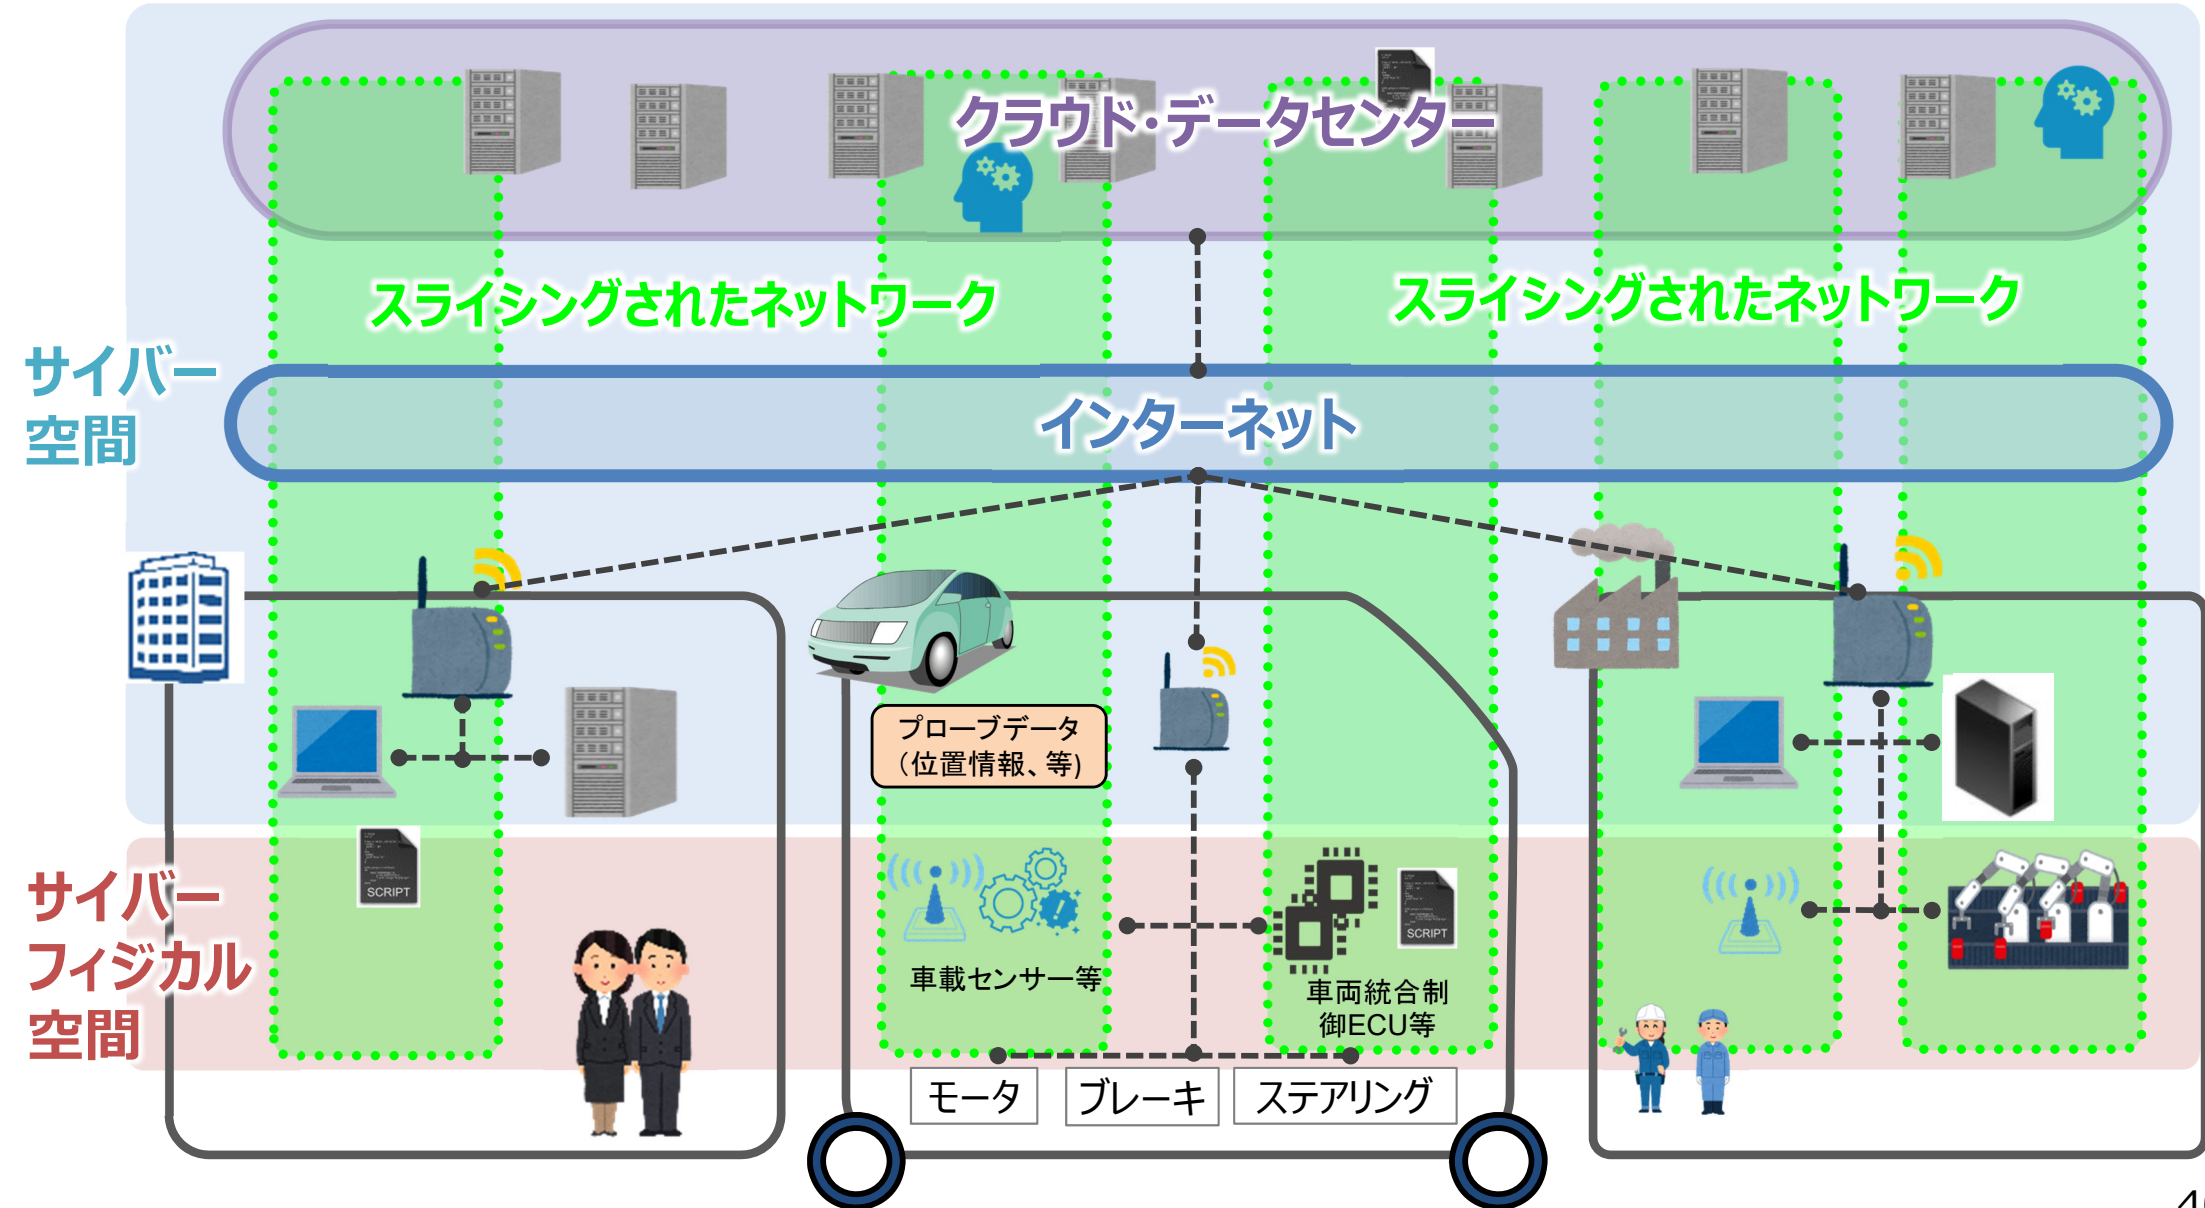 クラウド・データセンター
スライシングされたネットワーク
スライシングされたネットワーク
サイバー
空間
インターネット
プローブデータ
（位置情報、等)
SCRIPT
SCRIPT
サイバー
フィジカル
空間
車載センサー等
車両統合制
御ECU等
モータ
ブレーキ
ステアリング